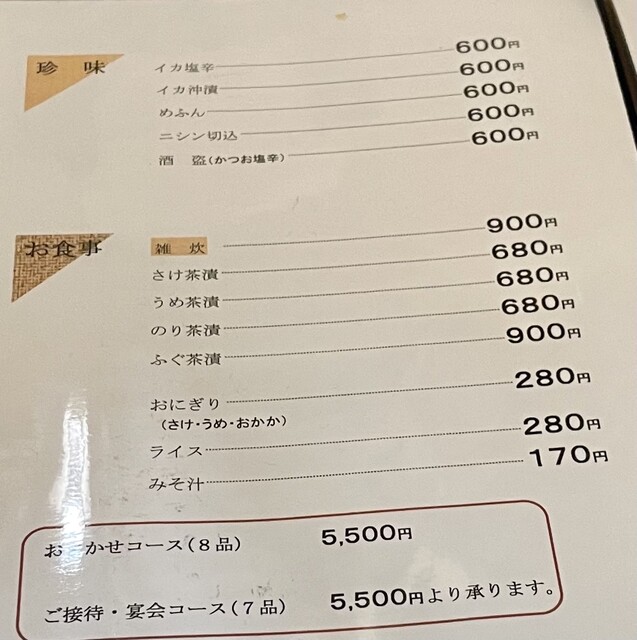 珍味
イカ塩辛 600円
イカ沖漬 600円
めふん 600円
ニシン切込 600円
酒盗(かつお塩辛) 600円
お食事
雑炊 900円
さけ茶漬 680円
うめ茶漬 680円
のり茶漬 680円
ふぐ茶漬 900円
おにぎり 280円
(さけ・うめ・おかか)
ライス 280円
みそ汁 170円
お かせコース(8品) 5,500円
ご接待・宴会コース(7品) 5,500円より承ります。